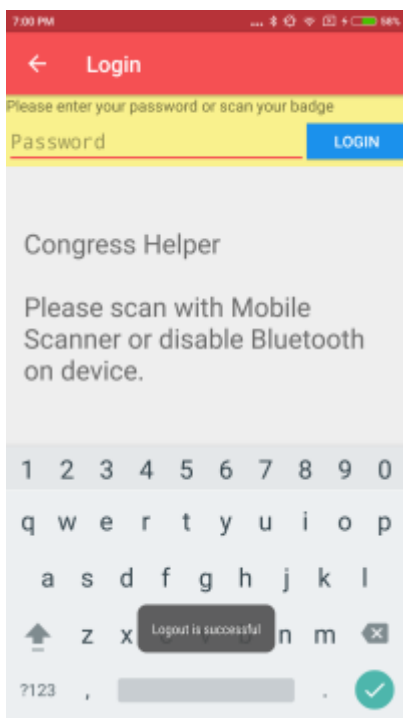 7:00 PM ... 58%
Login
Please enter your password or scan your badge
Password LOGIN
Congress Helper
Please scan with Mobile
Scanner or disable Bluetooth
on device.
1 2 3 4 5 6 7 8 9 0
q w e r t y u i o p
a s d f g h j k l
z x n m
Logout is successful
?123 , .